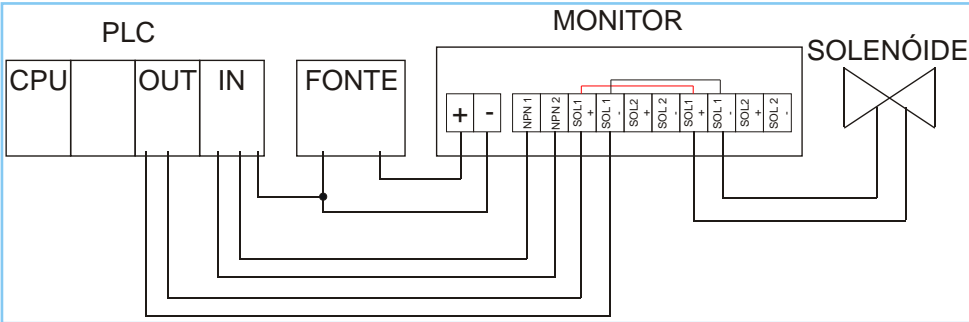 PLC
MONITOR
SOLENÓIDE
CPU
OUT
IN
FONTE
+
-
NPN 1
NPN 2
SOL1
+
SOL 1
-
SOL2
+
SOL 2
-
SOL1
+
SOL 1
-
SOL2
+
SOL 2
-